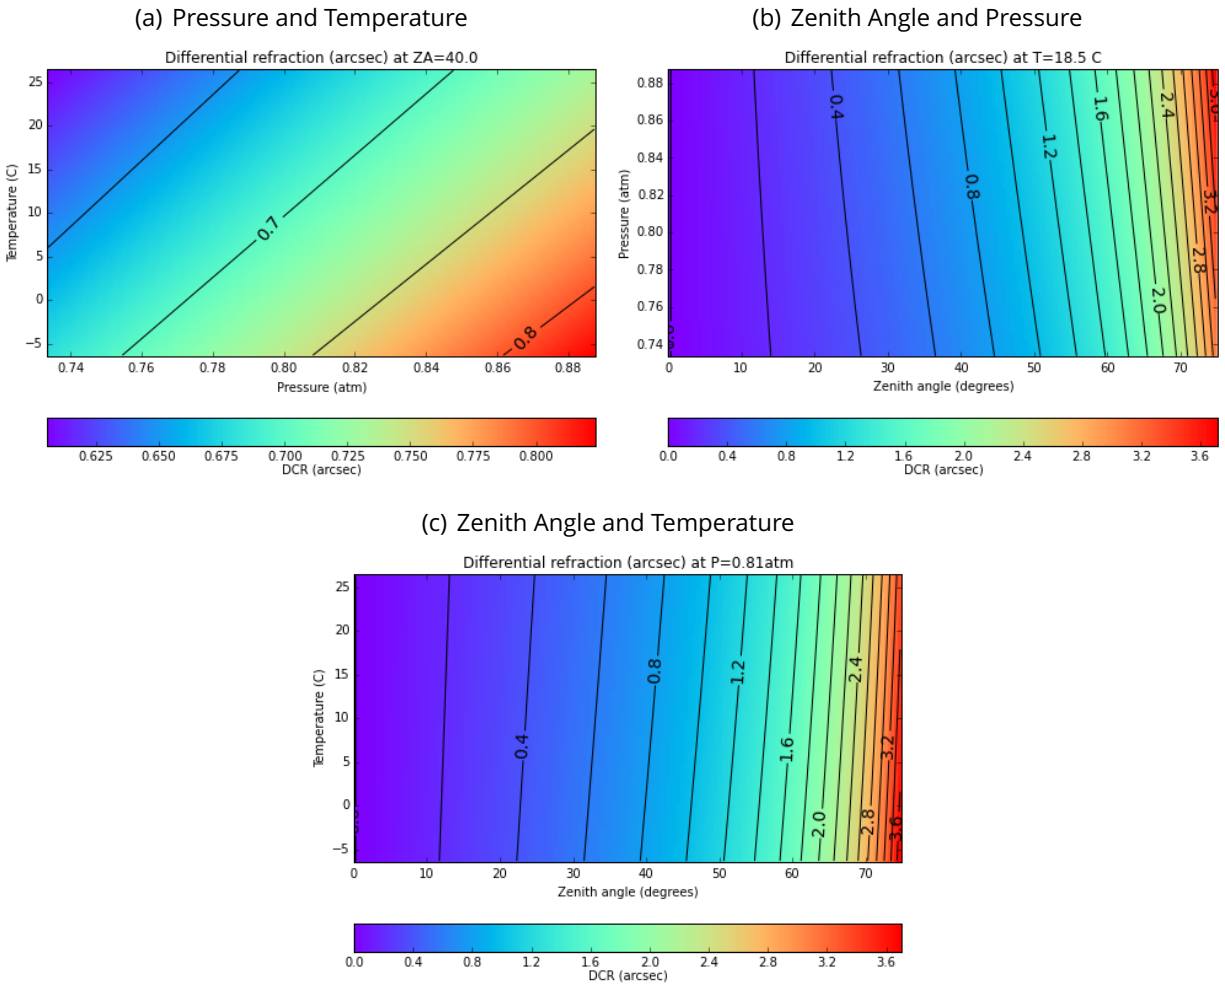 (a) Pressure and Temperature
Differential refraction (arcsec) at ZA=40.0
Temperature (C)
25
20
15
10
5
0
−5
0.7
0.8
0.74 0.76 0.78 0.80 0.82 0.84 0.86 0.88
Pressure (atm)
0.625 0.650 0.675 0.700 0.725 0.750 0.775 0.800
DCR (arcsec)
(b) Zenith Angle and Pressure
Differential refraction (arcsec) at T=18.5 C
Pressure (atm)
0.88
0.86
0.84
0.82
0.80
0.78
0.76
0.74
0.4
0.8
1.2
1.6
2.0
2.4
2.8
3.2
3.6
0 10 20 30 40 50 60 70
Zenith angle (degrees)
0.0 0.4 0.8 1.2 1.6 2.0 2.4 2.8 3.2 3.6
DCR (arcsec)
(c) Zenith Angle and Temperature
Differential refraction (arcsec) at P=0.81atm
Temperature (C)
25
20
15
10
5
0
−5
0.4
0.8
1.2
1.6
2.0
2.4
2.8
3.2
3.6
0 10 20 30 40 50 60 70
Zenith angle (degrees)
0.0 0.4 0.8 1.2 1.6 2.0 2.4 2.8 3.2 3.6
DCR (arcsec)